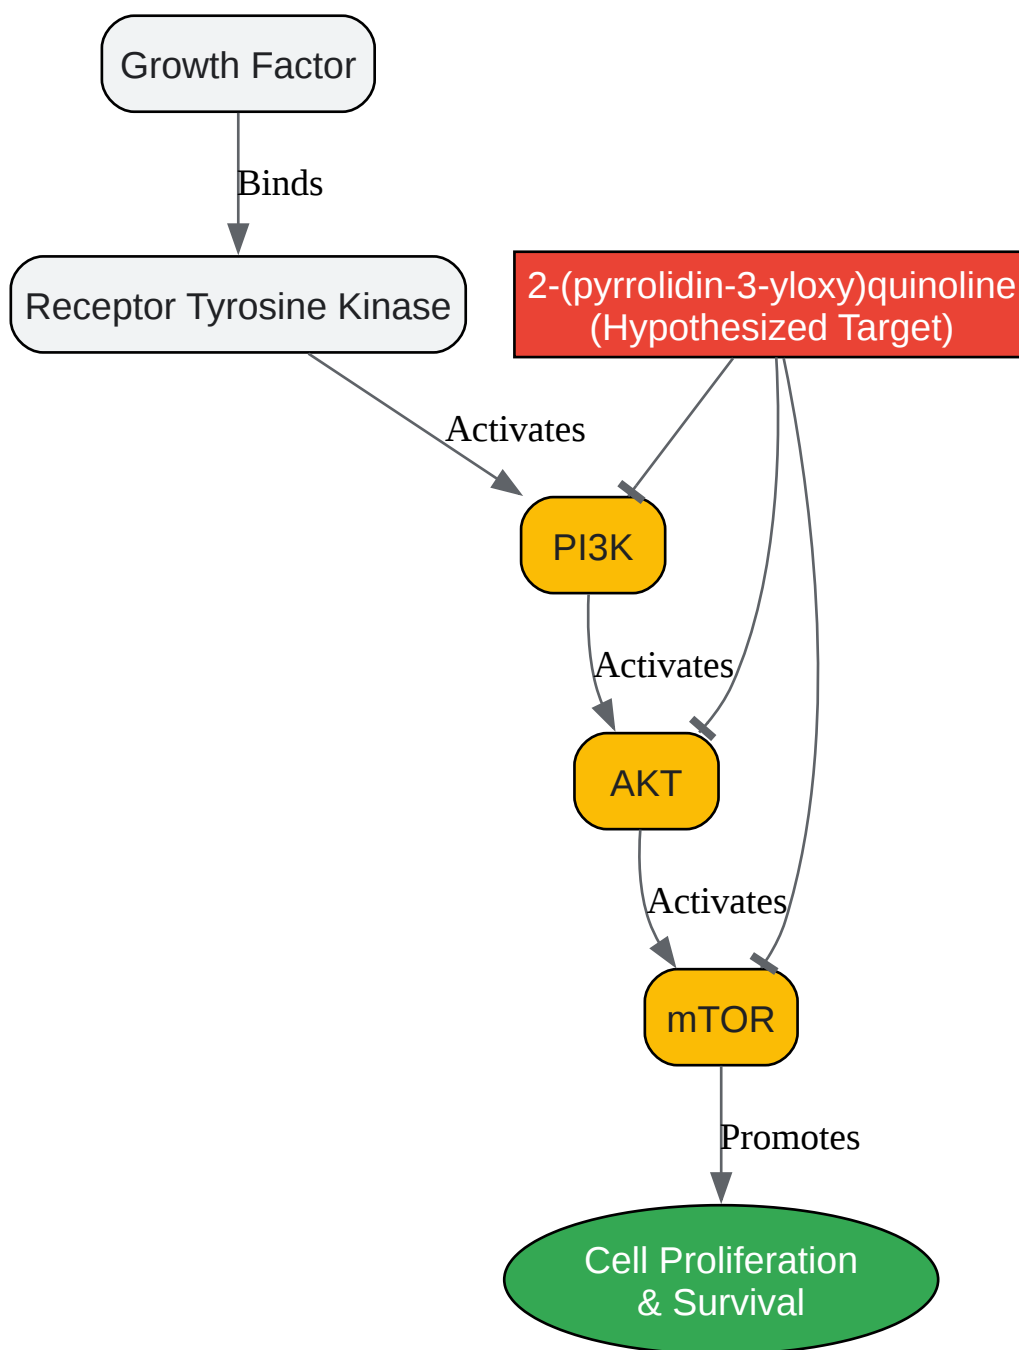 Growth Factor
Binds
Receptor Tyrosine Kinase
2-(pyrrolidin-3-yloxy)quinoline
(Hypothesized Target)
Activates
PI3K
Activates
AKT
Activates
mTOR
Promotes
Cell Proliferation
& Survival